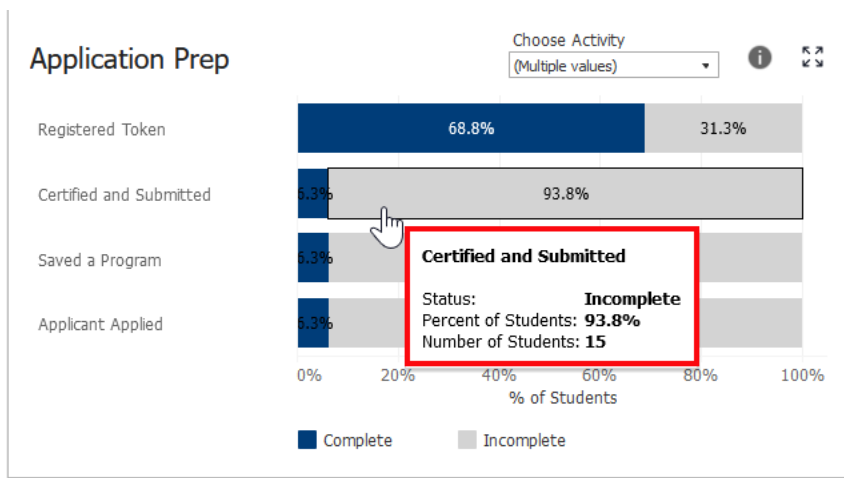 Application Prep
Choose Activity
(Multiple values)
Registered Token
68.8%
31.3%
Certified and Submitted
6.3%
93.8%
Saved a Program
6.3%
Applicant Applied
6.3%
Certified and Submitted
Status: Incomplete
Percent of Students: 93.8%
Number of Students: 15
0% 20% 40% 60% 80% 100%
% of Students
Complete
Incomplete